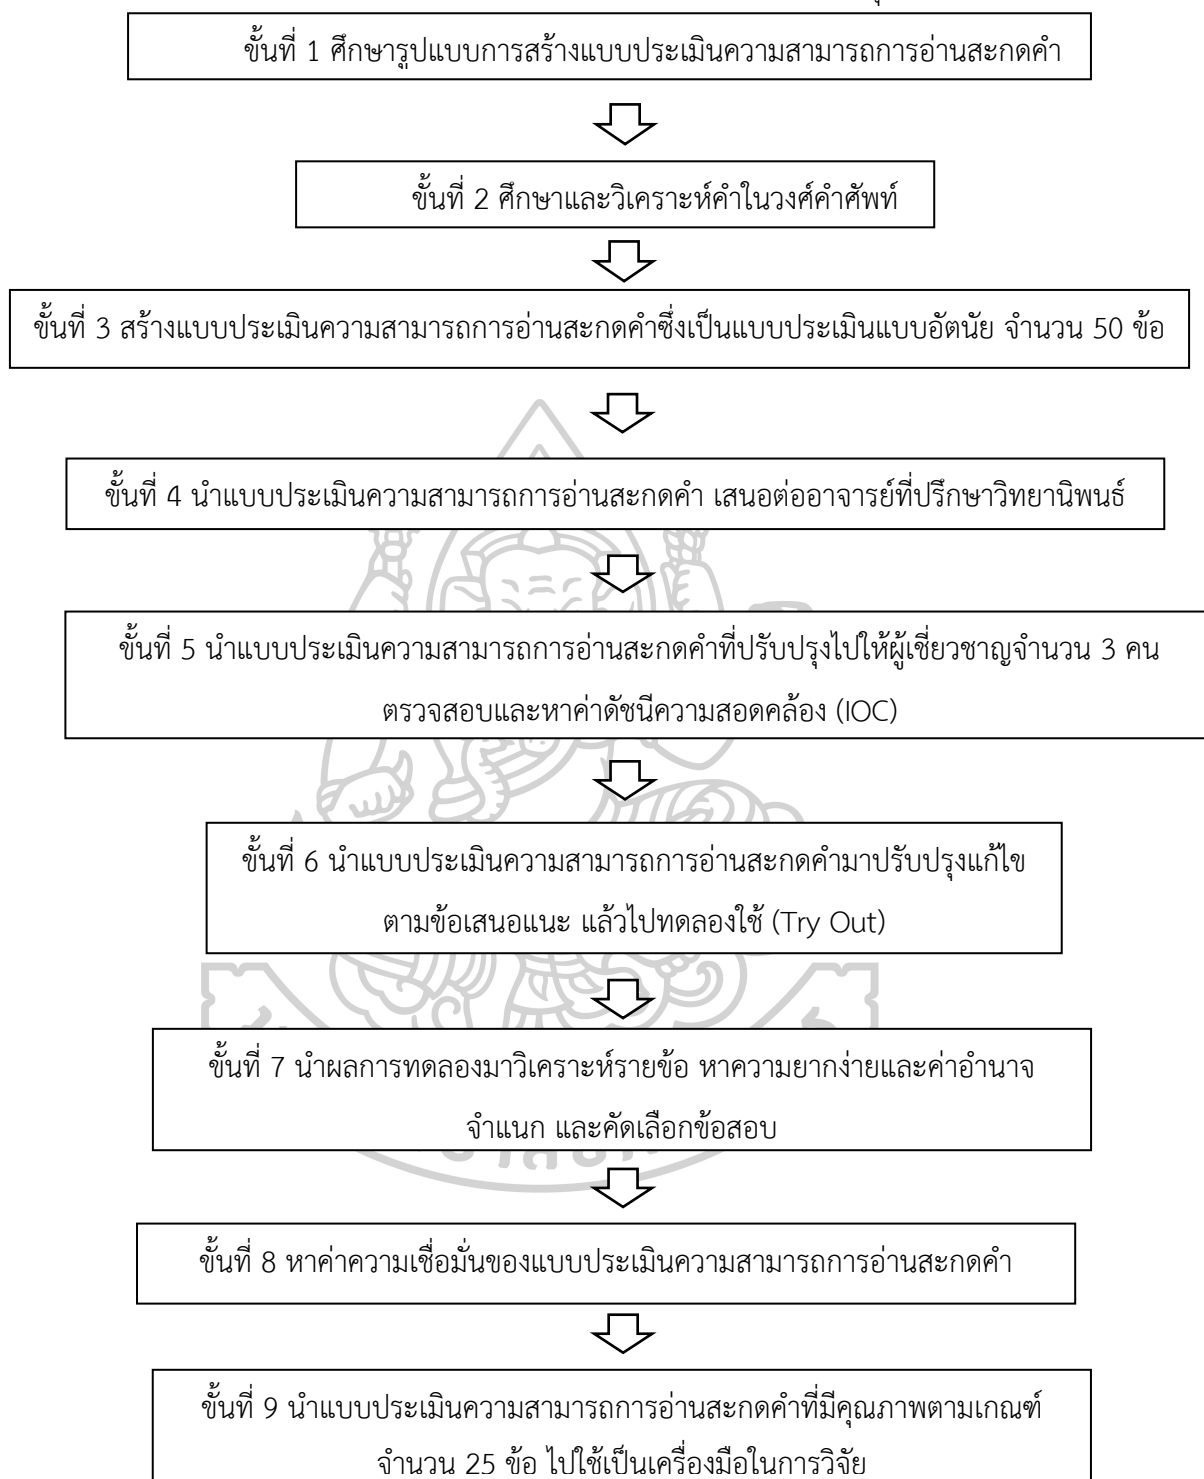 ขั้นที่ 1 ศึกษารูปแบบการสร้างแบบประเมินความสามารถการอ่านสะกดคำ
ขั้นที่ 2 ศึกษาและวิเคราะห์คำในวงศ์คำศัพท์
ขั้นที่ 3 สร้างแบบประเมินความสามารถการอ่านสะกดคำซึ่งเป็นแบบประเมินแบบอัตนัย จำนวน 50 ข้อ
ขั้นที่ 4 นำแบบประเมินความสามารถการอ่านสะกดคำ เสนอต่ออาจารย์ที่ปรึกษาวิทยานิพนธ์
ขั้นที่ 5 นำแบบประเมินความสามารถการอ่านสะกดคำที่ปรับปรุงไปให้ผู้เชี่ยวชาญจำนวน 3 คน
ตรวจสอบและหาค่าดัชนีความสอดคล้อง (IOC)
ขั้นที่ 6 นำแบบประเมินความสามารถการอ่านสะกดคำมาปรับปรุงแก้ไข
ตามข้อเสนอแนะ แล้วไปทดลองใช้ (Try Out)
ขั้นที่ 7 นำผลการทดลองมาวิเคราะห์รายข้อ หาความยากง่ายและค่าอำนาจ
จำแนก และคัดเลือกข้อสอบ
ขั้นที่ 8 หาค่าความเชื่อมั่นของแบบประเมินความสามารถการอ่านสะกดคำ
ขั้นที่ 9 นำแบบประเมินความสามารถการอ่านสะกดคำที่มีคุณภาพตามเกณฑ์
จำนวน 25 ข้อ ไปใช้เป็นเครื่องมือในการวิจัย